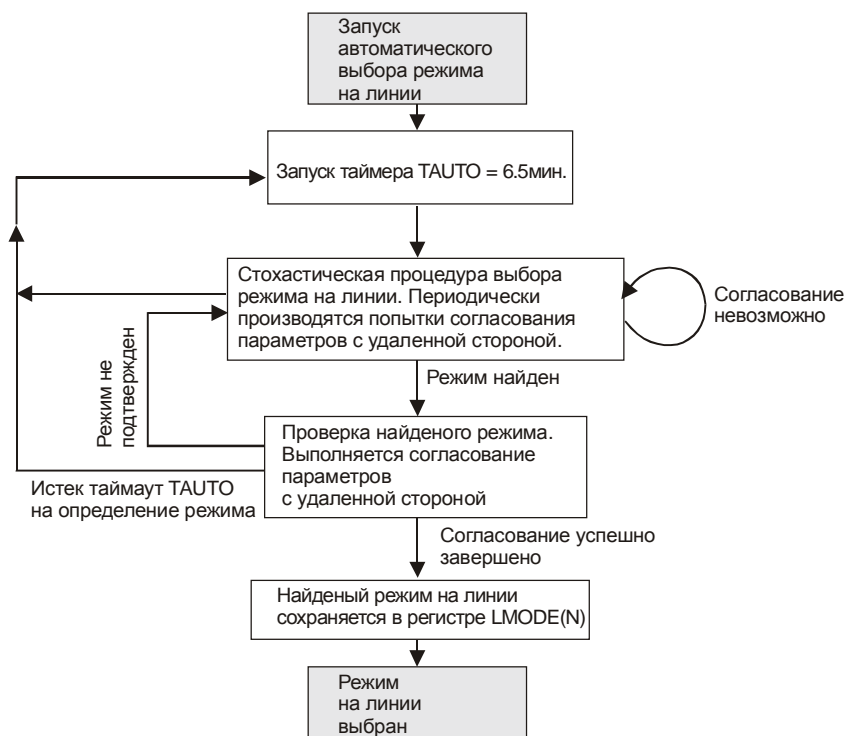 Запуск
автоматического
выбора режима
на линии
Запуск таймера TAUTO = 6.5мин.
Стохастическая процедура выбора
режима на линии. Периодически
производятся попытки согласования
параметров с удаленной стороной.
Согласование
невозможно
Режим найден
Режим не
подтвержден
Проверка найденого режима.
Выполняется согласование
параметров
с удаленной стороной
Истек таймаут TAUTO
на определение режима
Согласование успешно
завершено
Найденый режим на линии
сохраняется в регистре LMODE(N)
Режим
на линии
выбран